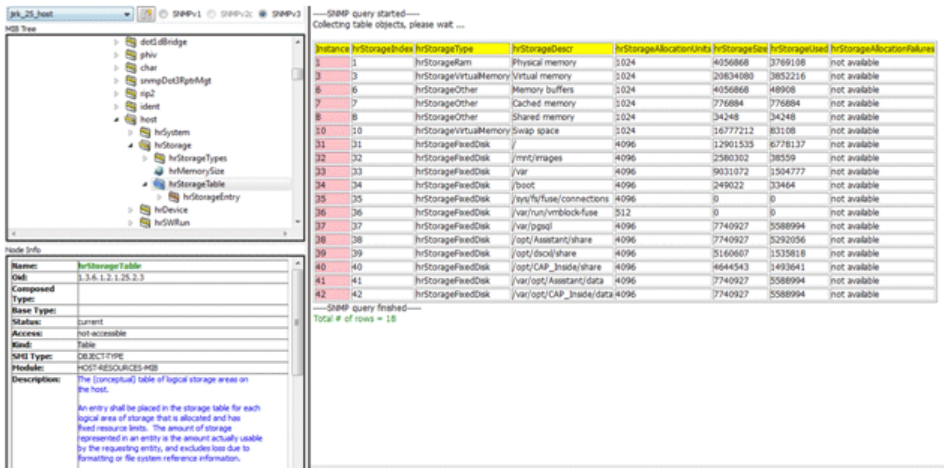 jrk_25_host SNMPv1 SNMPv2c SNMPv3
MIB Tree
dot1dBridge
phiv
char
snmpDot3RptrMgt
rip2
ident
host
hrSystem
hrStorage
hrStorageTypes
hrMemorySize
hrStorageTable
hrStorageEntry
hrDevice
hrSWRun
Node Info
Name: hrStorageTable
Oid: 1.3.6.1.2.1.25.2.3
Composed
Type:
Base Type:
Status: current
Access: not-accessible
Kind: Table
SMI Type: OBJECT-TYPE
Module: HOST-RESOURCES-MIB
Description: The (conceptual) table of logical storage areas on
the host.
An entry shall be placed in the storage table for each
logical area of storage that is allocated and has
fixed resource limits. The amount of storage
represented in an entity is the amount actually usable
by the requesting entity, and excludes loss due to
formatting or file system reference information.
----SNMP query started----
Collecting table objects, please wait ...
Instance hrStorageIndex hrStorageType hrStorageDescr hrStorageAllocationUnits hrStorageSize hrStorageUsed hrStorageAllocationFailures
1 1 hrStorageRam Physical memory 1024 4056868 3769108 not available
3 3 hrStorageVirtualMemory Virtual memory 1024 20834080 3852216 not available
6 6 hrStorageOther Memory buffers 1024 4056868 48908 not available
7 7 hrStorageOther Cached memory 1024 776884 776884 not available
8 8 hrStorageOther Shared memory 1024 34248 34248 not available
10 10 hrStorageVirtualMemory Swap space 1024 16777212 83108 not available
31 31 hrStorageFixedDisk / 4096 12901535 6778137 not available
32 32 hrStorageFixedDisk /mnt/images 4096 2580302 38559 not available
33 33 hrStorageFixedDisk /var 4096 9031072 1504777 not available
34 34 hrStorageFixedDisk /boot 4096 249022 33464 not available
35 35 hrStorageFixedDisk /sys/fs/fuse/connections 4096 0 0 not available
36 36 hrStorageFixedDisk /var/run/vmblock-fuse 512 0 0 not available
37 37 hrStorageFixedDisk /var/pgsql 4096 7740927 5588994 not available
38 38 hrStorageFixedDisk /opt/Assistant/share 4096 7740927 5292056 not available
39 39 hrStorageFixedDisk /opt/dscxl/share 4096 5160607 1535818 not available
40 40 hrStorageFixedDisk /opt/CAP_Inside/share 4096 4644543 1493641 not available
41 41 hrStorageFixedDisk /var/opt/Assistant/data 4096 7740927 5588994 not available
42 42 hrStorageFixedDisk /var/opt/CAP_Inside/data 4096 7740927 5588994 not available
----SNMP query finished----
Total # of rows = 18